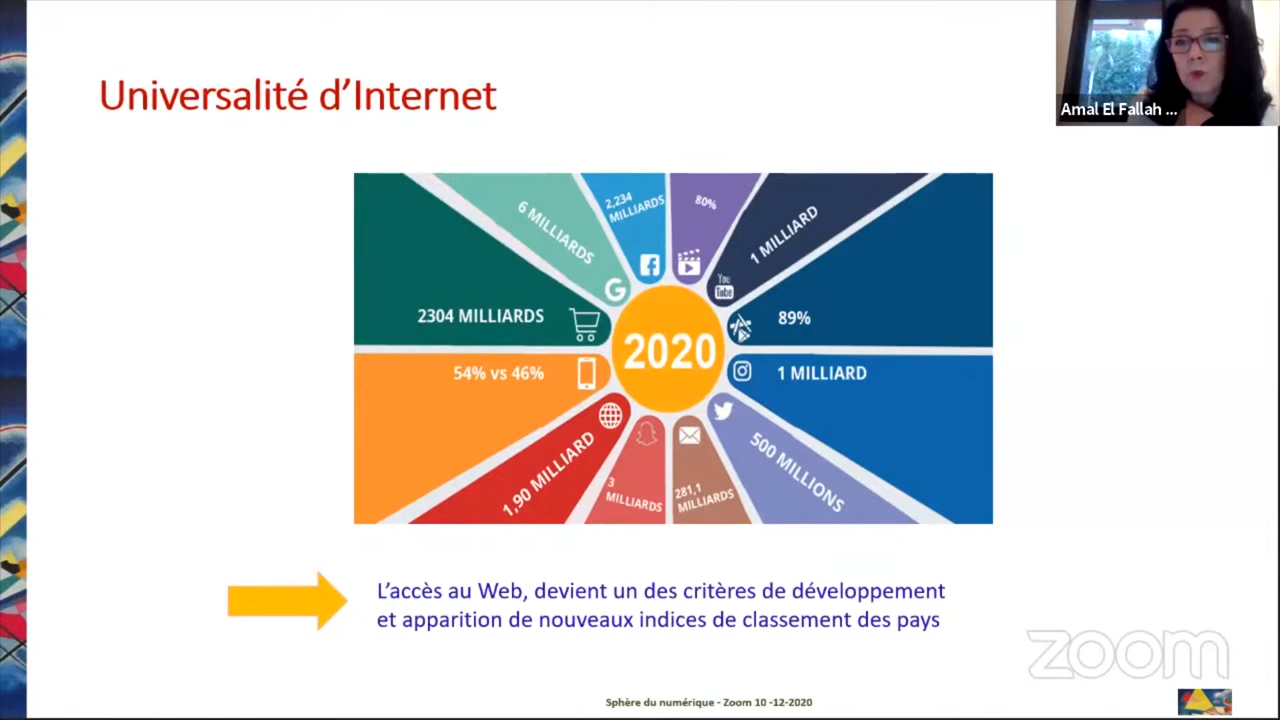 Universalité d’Internet
Amal El Fallah ...
6 MILLIARDS
2,234
MILLIARDS
80%
1 MILLIARD
You
Tube
2304 MILLIARDS
89%
2020
54% vs 46%
1 MILLIARD
1,90 MILLIARD
3
MILLIARDS
281,1
MILLIARDS
500 MILLIONS
L’accès au Web, devient un des critères de développement
et apparition de nouveaux indices de classement des pays
zoom
Sphère du numérique - Zoom 10 -12-2020